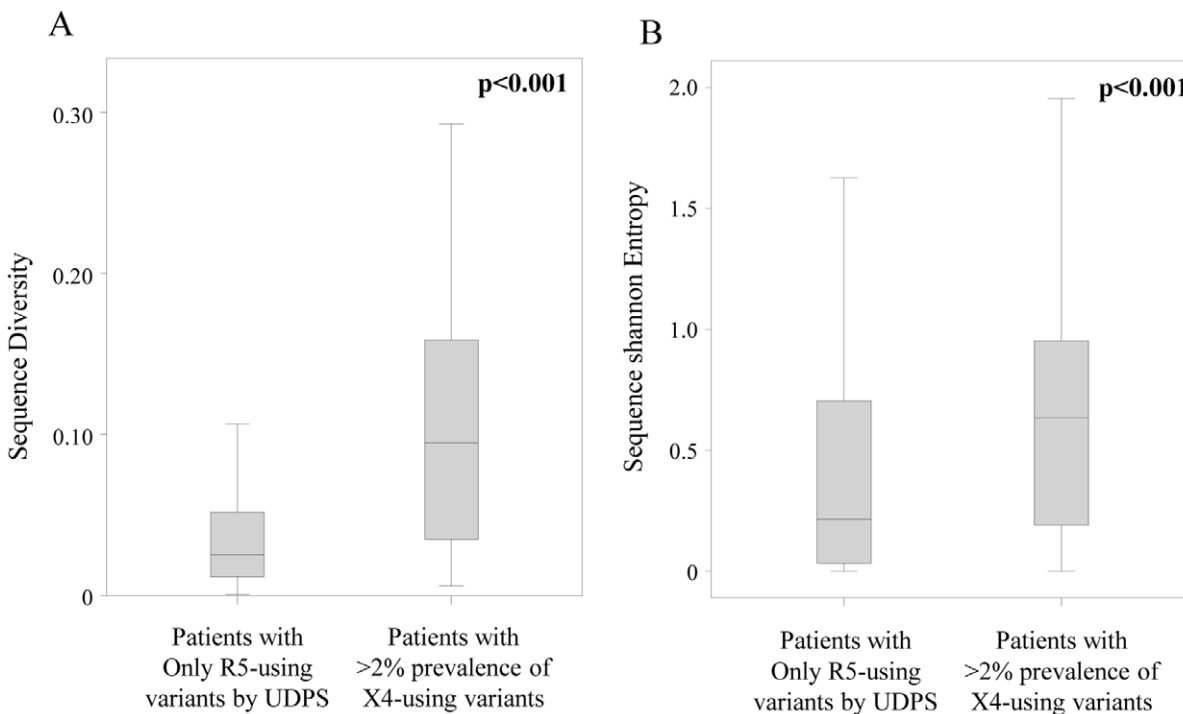 A
p<0.001
0.30
0.20
0.10
0
Sequence Diversity
Patients with
Only R5-using
variants by UDPS
Patients with
>2% prevalence of
X4-using variants
B
p<0.001
2.0
1.5
1.0
0.5
0
Sequence shannon Entropy
Patients with
Only R5-using
variants by UDPS
Patients with
>2% prevalence of
X4-using variants